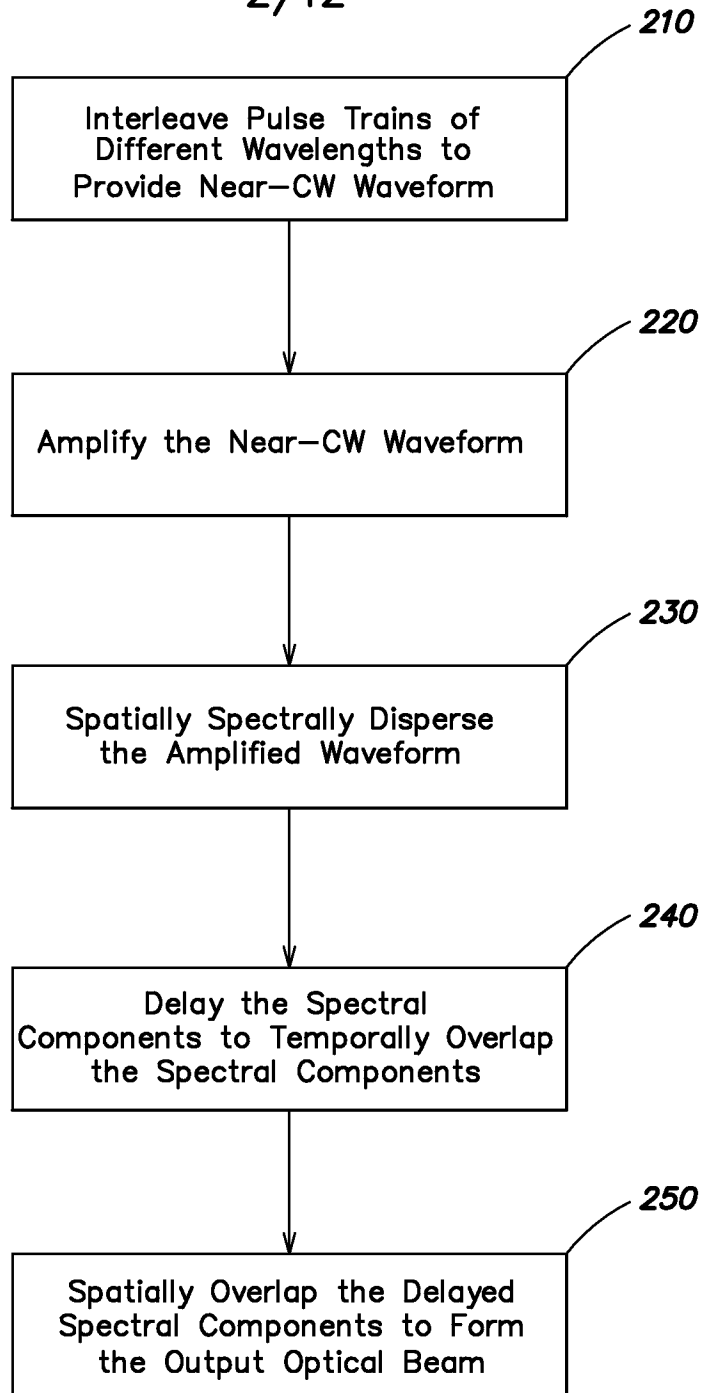 2/12
210
Interleave Pulse Trains of
Different Wavelengths to
Provide Near–CW Waveform
220
Amplify the Near–CW Waveform
230
Spatially Spectrally Disperse
the Amplified Waveform
240
Delay the Spectral
Components to Temporally Overlap
the Spectral Components
250
Spatially Overlap the Delayed
Spectral Components to Form
the Output Optical Beam